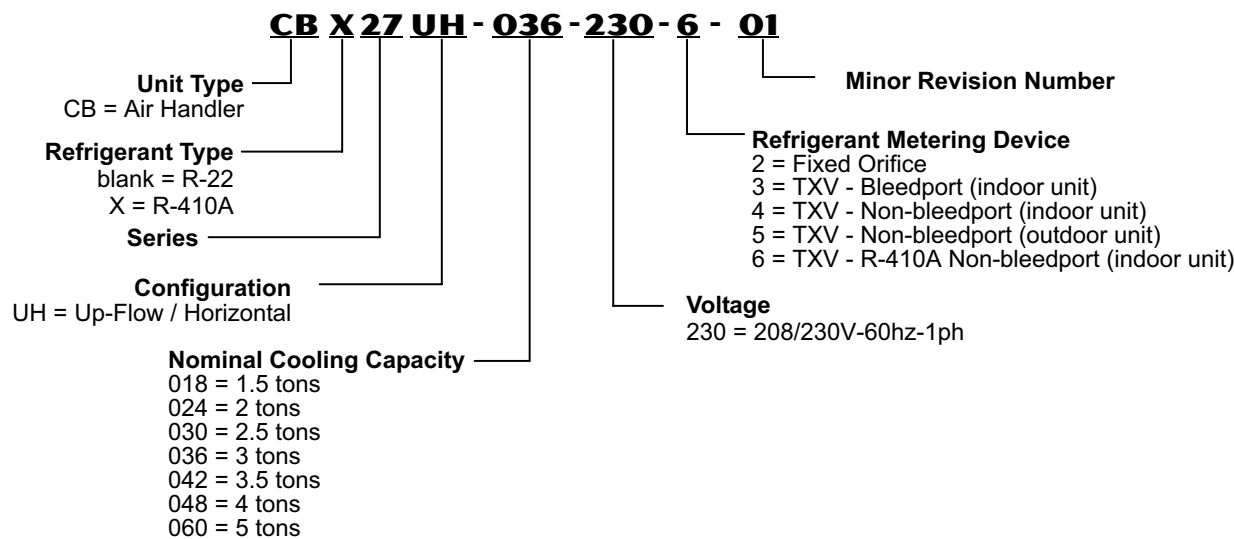 CB X 27 UH - 036 - 230 - 6 - 01
Unit Type
CB = Air Handler
Minor Revision Number
Refrigerant Type
blank = R-22
X = R-410A
Refrigerant Metering Device
2 = Fixed Orifice
3 = TXV - Bleedport (indoor unit)
4 = TXV - Non-bleedport (indoor unit)
5 = TXV - Non-bleedport (outdoor unit)
6 = TXV - R-410A Non-bleedport (indoor unit)
Series
Configuration
UH = Up-Flow / Horizontal
Voltage
230 = 208/230V-60hz-1ph
Nominal Cooling Capacity
018 = 1.5 tons
024 = 2 tons
030 = 2.5 tons
036 = 3 tons
042 = 3.5 tons
048 = 4 tons
060 = 5 tons